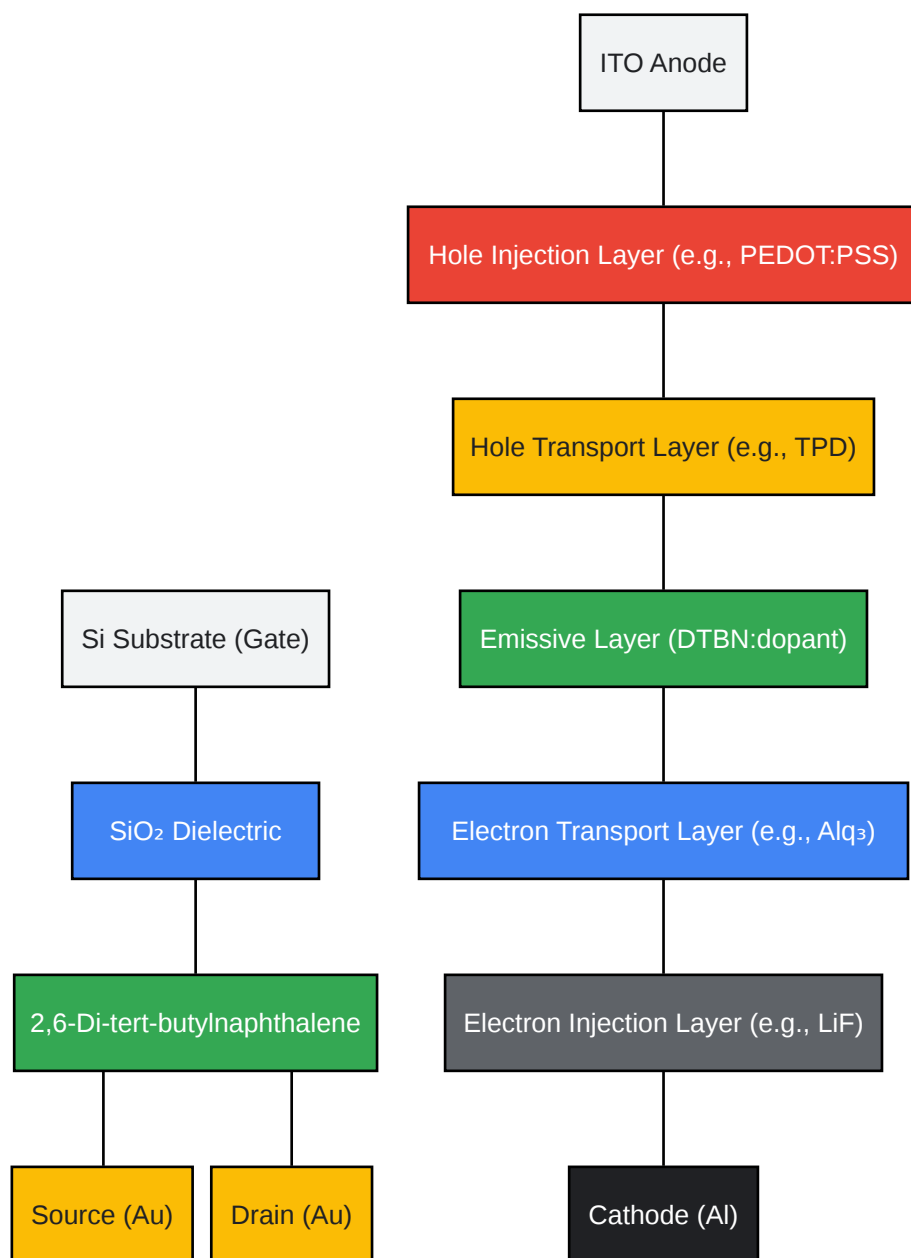 ITO Anode
Hole Injection Layer (e.g., PEDOT:PSS)
Hole Transport Layer (e.g., TPD)
Si Substrate (Gate)
Emissive Layer (DTBN:dopant)
SiO₂ Dielectric
Electron Transport Layer (e.g., Alq₃)
2,6-Di-tert-butylnaphthalene
Electron Injection Layer (e.g., LiF)
Source (Au)
Drain (Au)
Cathode (Al)